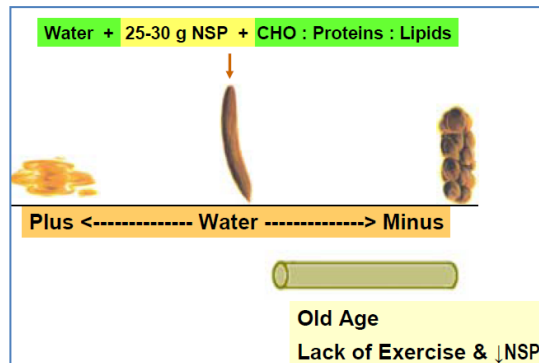 Water + 25-30 g NSP + CHO : Proteins : Lipids
Plus <-------------- Water --------------> Minus
Old Age
Lack of Exercise & ↓NSP